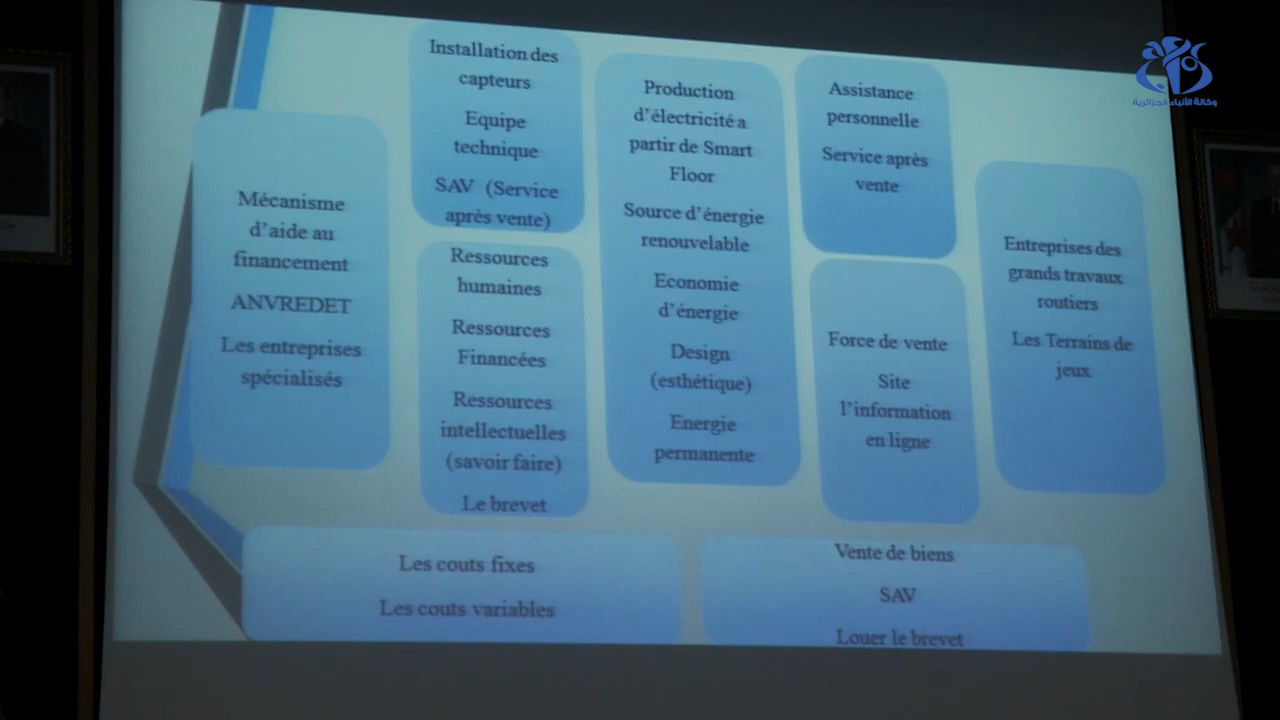 Mécanisme
d'aide au
financement
ANVREDET
Les entreprises
spécialisés
Installation des
capteurs
Equipe
technique
SAV (Service
après vente)
Ressources
humaines
Ressources
Financées
Ressources
intellectuelles
(savoir faire)
Le brevet
Production
d'électricité a
partir de Smart
Floor
Source d'énergie
renouvelable
Economie
d'énergie
Design
(esthétique)
Energie
permanente
Assistance
personnelle
Service après
vente
Force de vente
Site
l'information
en ligne
Entreprises des
grands travaux
routiers
Les Terrains de
jeux
Les couts fixes
Les couts variables
Vente de biens
SAV
Louer le brevet
وكالة الأنباء الجزائرية